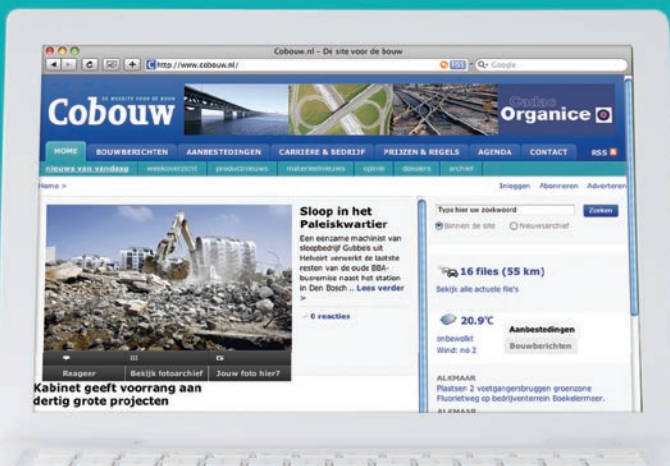 Cobouw.nl – Dé site voor de bouw
http://www.cobouw.nl/
RSS
Google
DE WEBSITE VOOR DE BOUW
Cobouw
Cadac
Organice
HOME BOUWBERICHTEN AANBESTEDINGEN CARRIÈRE & BEDRIJF PRIJZEN & REGELS AGENDA CONTACT RSS
nieuws van vandaag weekoverzicht productnieuws materieelnieuws opinie dossiers archief
Home >
Inloggen Abonneren Adverteren
Sloop in het
Paleiskwartier
Een eenzame machinist van
sloopbedrijf Gubbels uit
Helvoirt verwerkt de laatste
resten van de oude BBA-
busremise naast het station
in Den Bosch .. Lees verder
>
0 reacties
Reageer Bekijk fotoarchief Jouw foto hier?
Kabinet geeft voorrang aan
dertig grote projecten
Type hier uw zoekwoord Zoeken
Binnen de site Nieuwsarchief
16 files (55 km)
Bekijk alle actuele file's
20.9°C
onbewolkt
Wind: no 2
Aanbestedingen
Bouwberichten
ALKMAAR
Plaatsen 2 voetgangersbruggen groenzone
Fluorietweg op bedrijventerrein Boekelermeer.
ALKMAAR